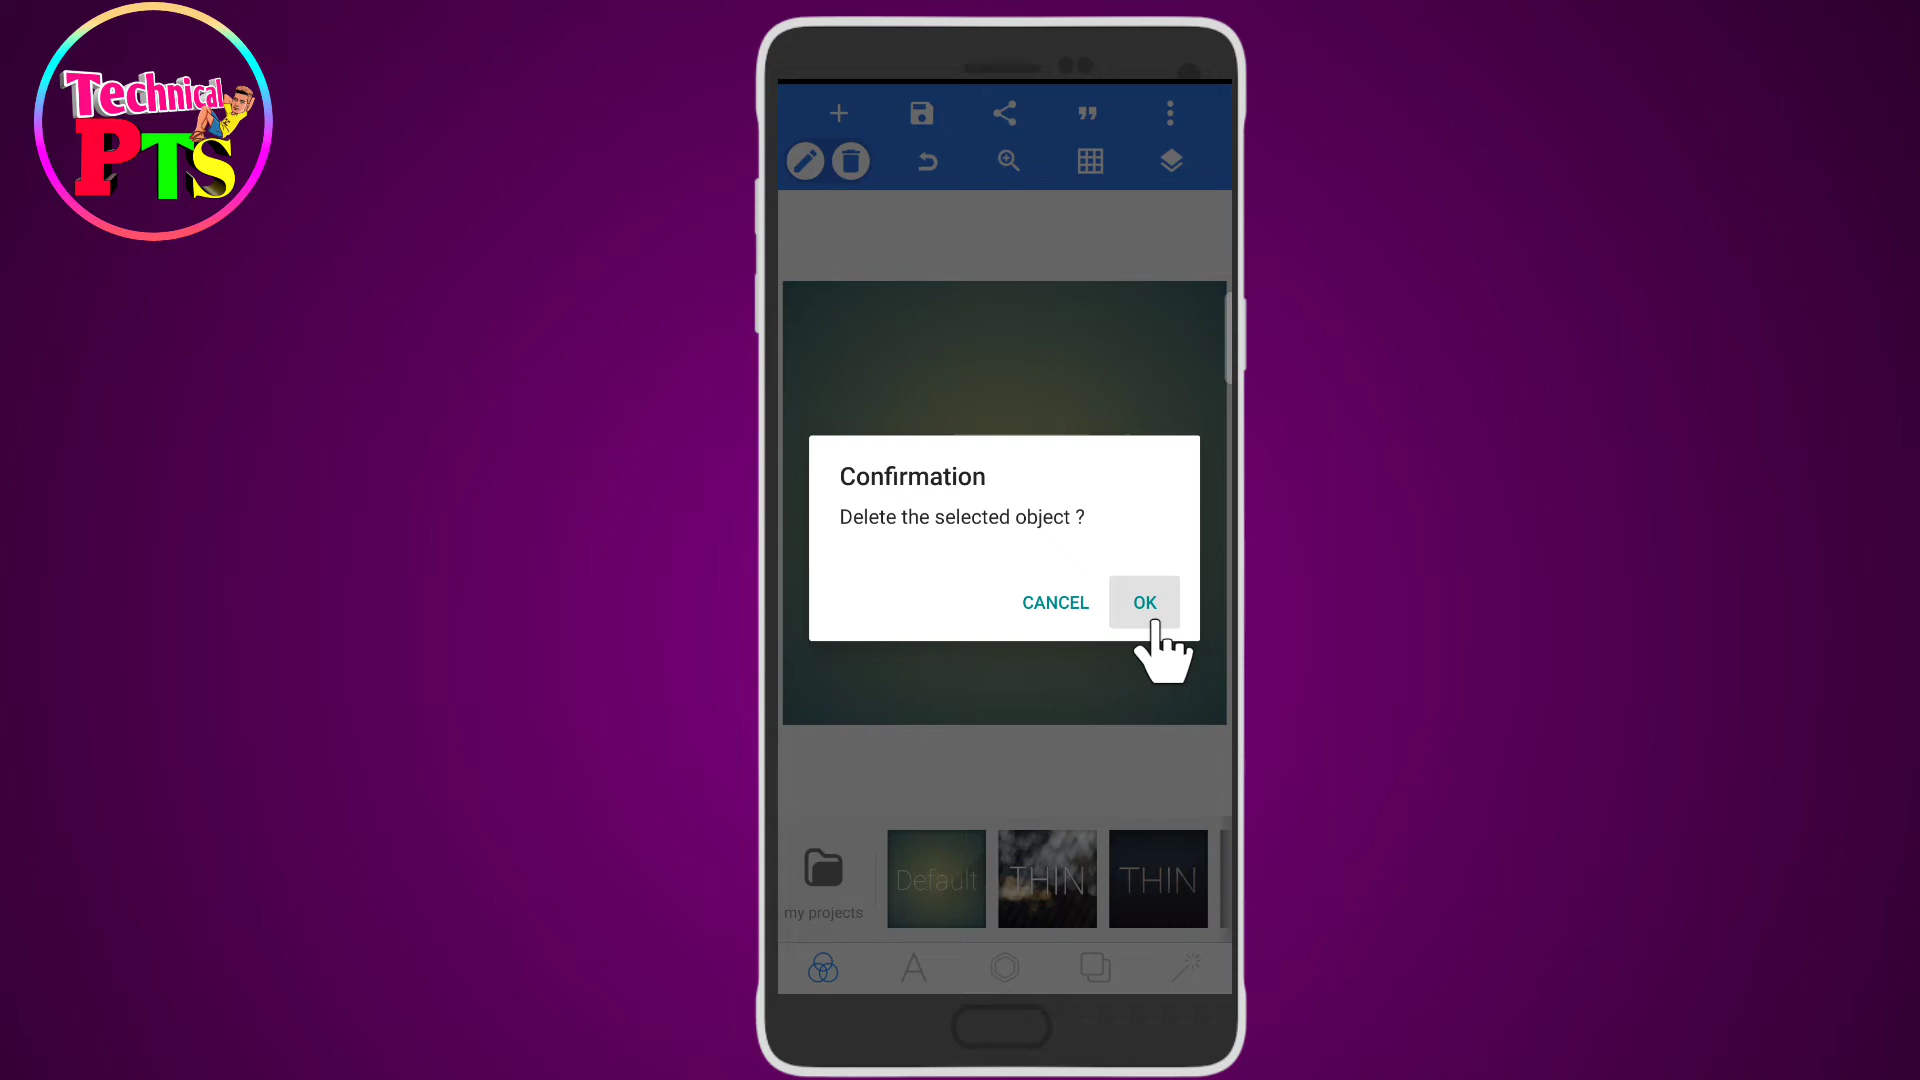 Technical
PTS
Confirmation
Delete the selected object ?
CANCEL
OK
Default
THIN
THIN
my projects